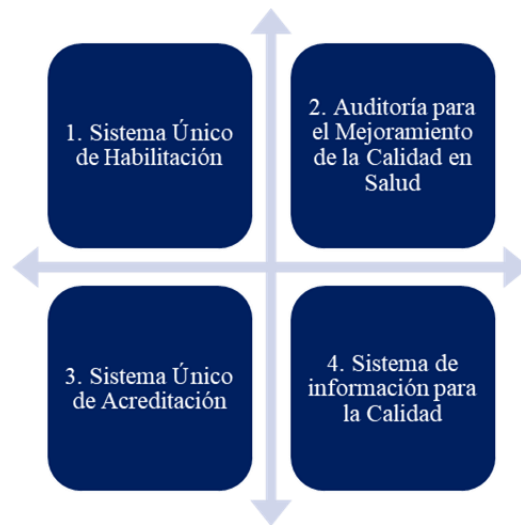 1. Sistema Único
de Habilitación
2. Auditoría para
el Mejoramiento
de la Calidad en
Salud
3. Sistema Único
de Acreditación
4. Sistema de
información para
la Calidad